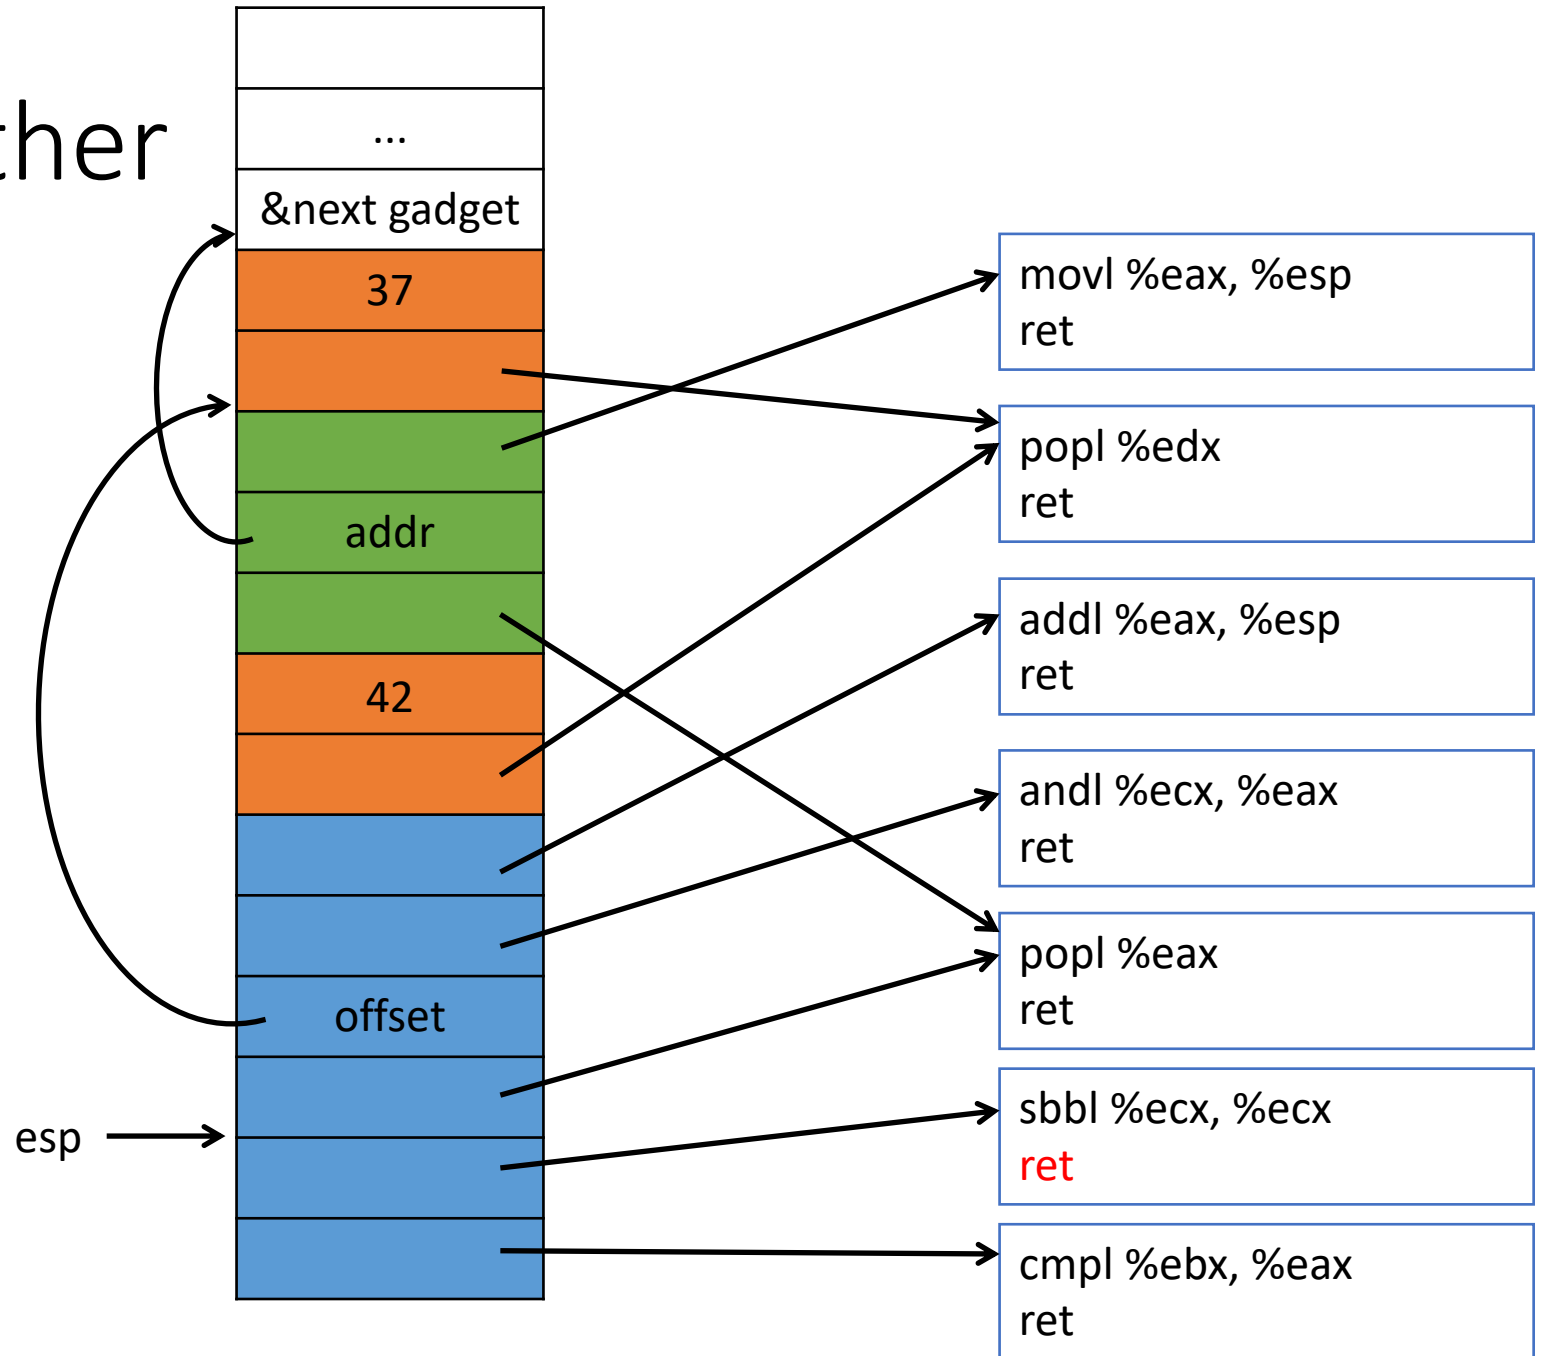 ther
...
&next gadget
37
addr
42
offset
esp
movl %eax, %esp
ret
popl %edx
ret
addl %eax, %esp
ret
andl %ecx, %eax
ret
popl %eax
ret
sbbl %ecx, %ecx
ret
cmpl %ebx, %eax
ret